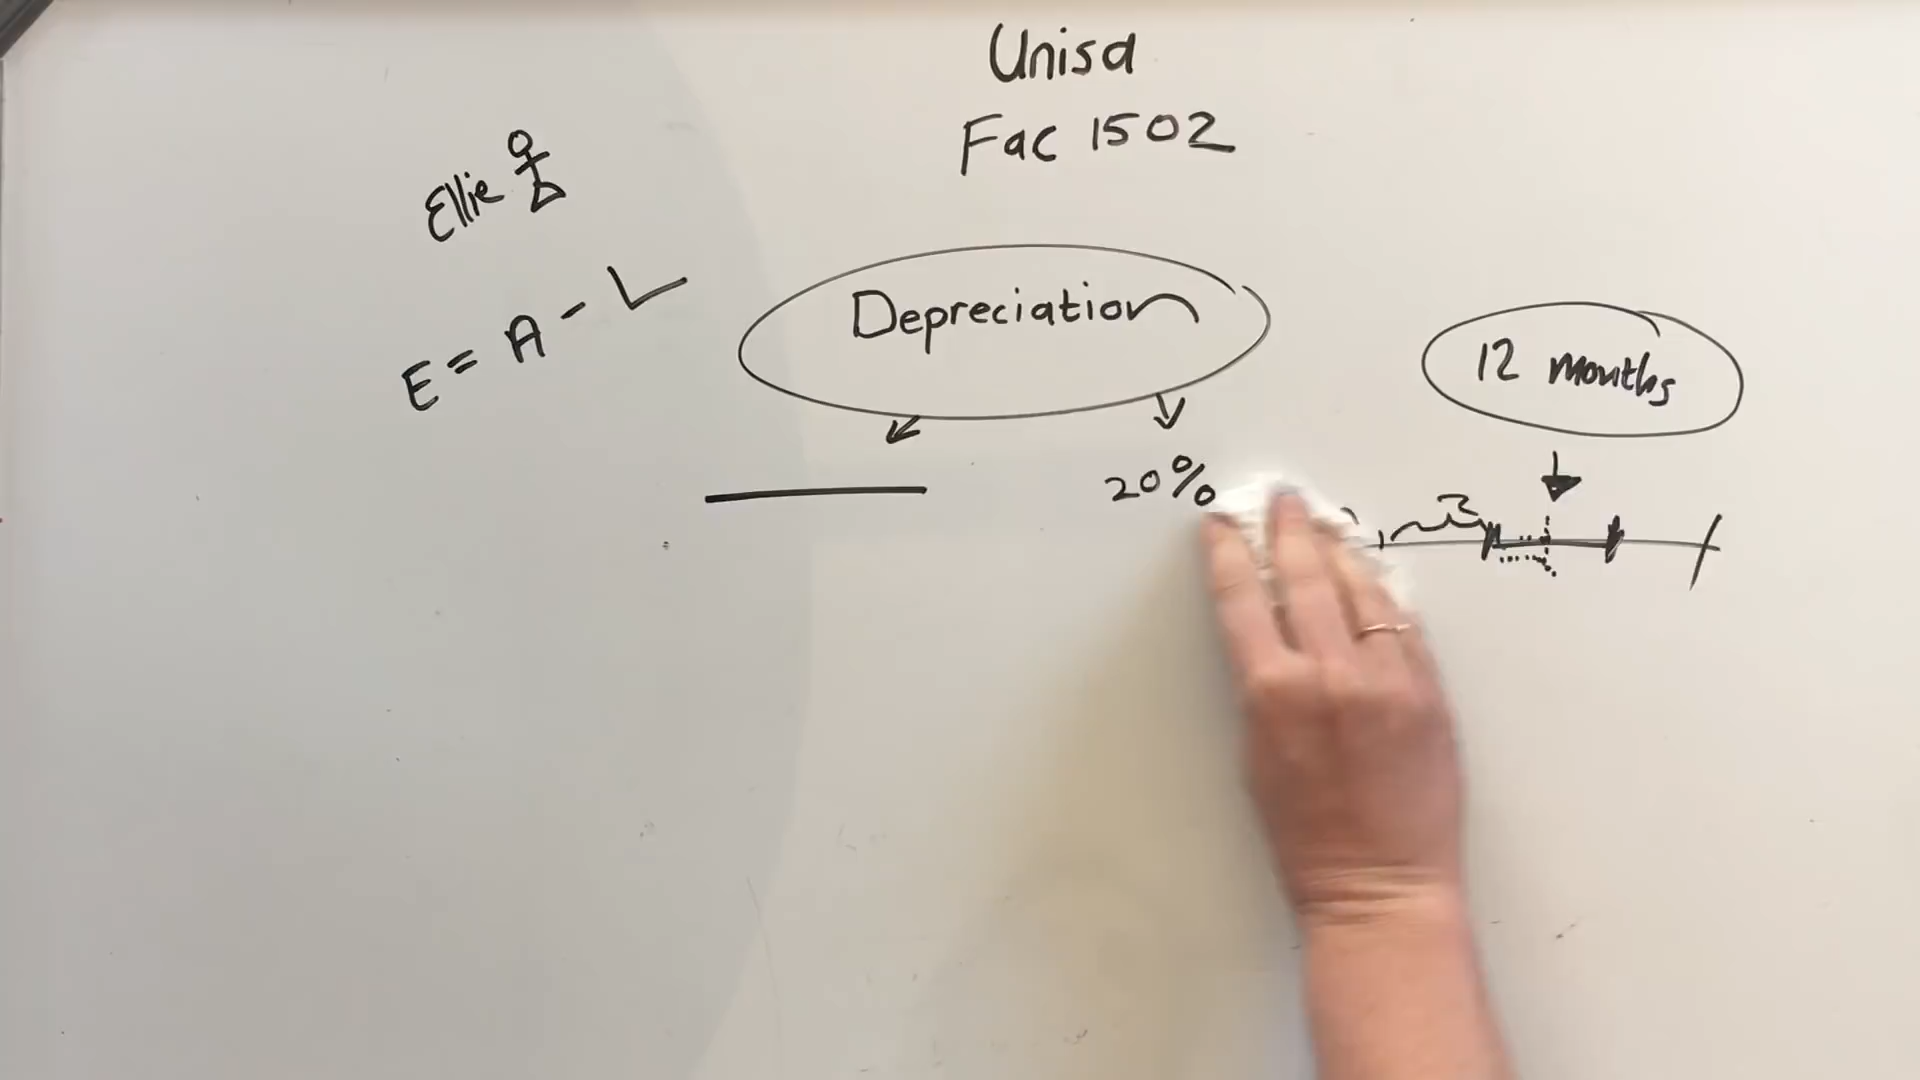 Unisa
Fac 1502
Ellie
E = A - L
Depreciation
12 months
20%